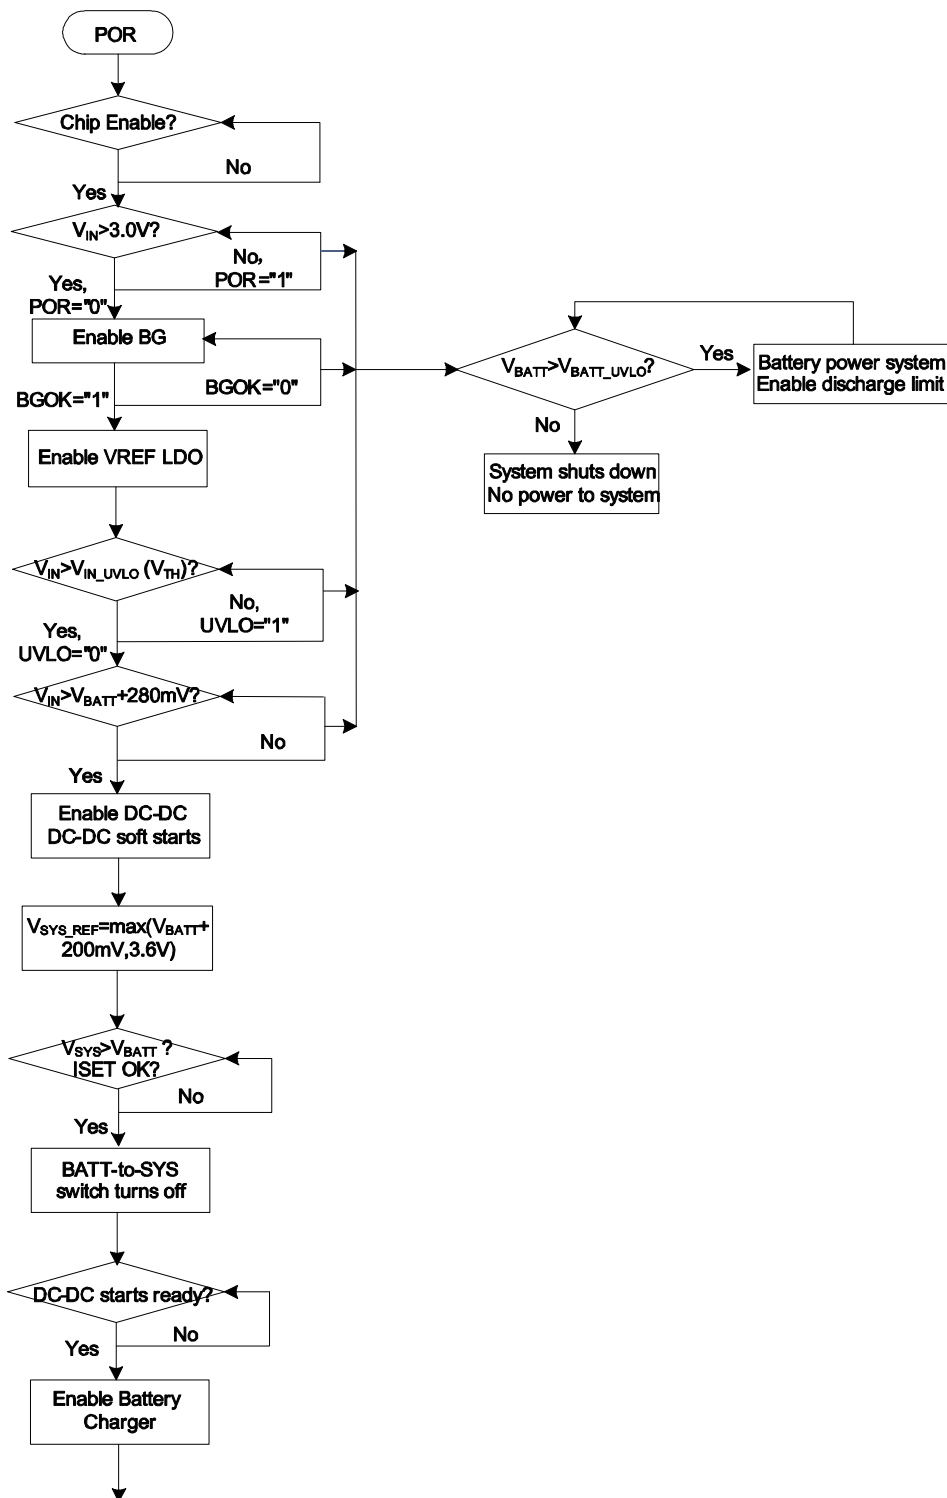 POR
Chip Enable?
No
Yes
VIN>3.0V?
No,
POR="1"
Yes,
POR="0"
Enable BG
BGOK="0"
BGOK="1"
VBATT>VBATT_UVLO?
Yes
Battery power system
Enable discharge limit
No
System shuts down
No power to system
Enable VREF LDO
VIN>VIN_UVLO (VTH)?
No,
UVLO="1"
Yes,
UVLO="0"
VIN>VBATT+280mV?
No
Yes
Enable DC-DC
DC-DC soft starts
VSYS_REF=max(VBATT+
200mV,3.6V)
VSYS>VBATT ?
ISET OK?
No
Yes
BATT-to-SYS
switch turns off
DC-DC starts ready?
No
Yes
Enable Battery
Charger